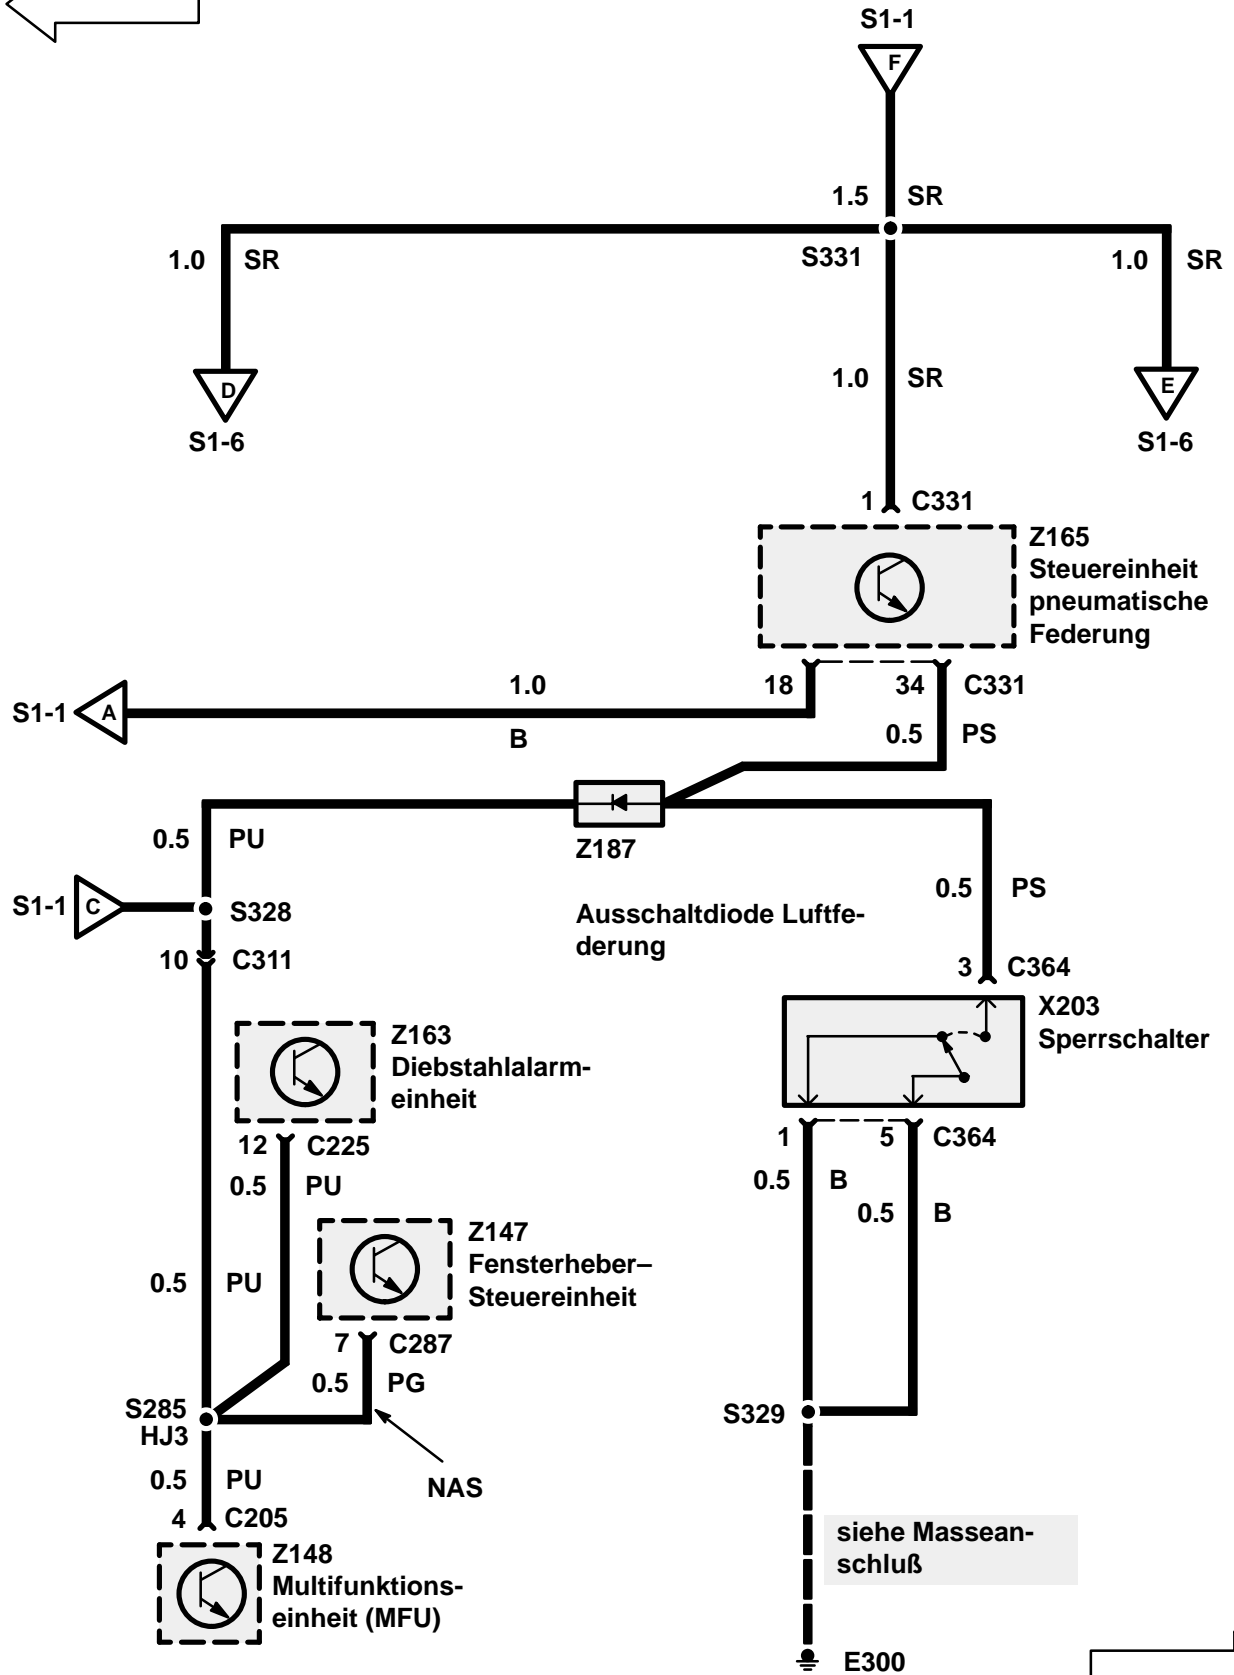 S1-1
F
1.5 SR
S331
1.0 SR
1.0 SR
1.0 SR
D
S1-6
E
S1-6
1 C331
Z165
Steuereinheit
pneumatische
Federung
18 34 C331
1.0
B
S1-1 A
0.5 PS
Z187
0.5 PU
S1-1 C
S328
0.5 PS
Ausschaltdiode Luftfe-
derung
10 C311
3 C364
X203
Sperrschalter
Z163
Diebstahlalarm-
einheit
12 C225
0.5 PU
1 5 C364
0.5 B
0.5 B
Z147
Fensterheber–
Steuereinheit
0.5 PU
7 C287
0.5 PG
S285
HJ3
S329
NAS
0.5 PU
4 C205
Z148
Multifunktions-
einheit (MFU)
siehe Massean-
schluß
E300